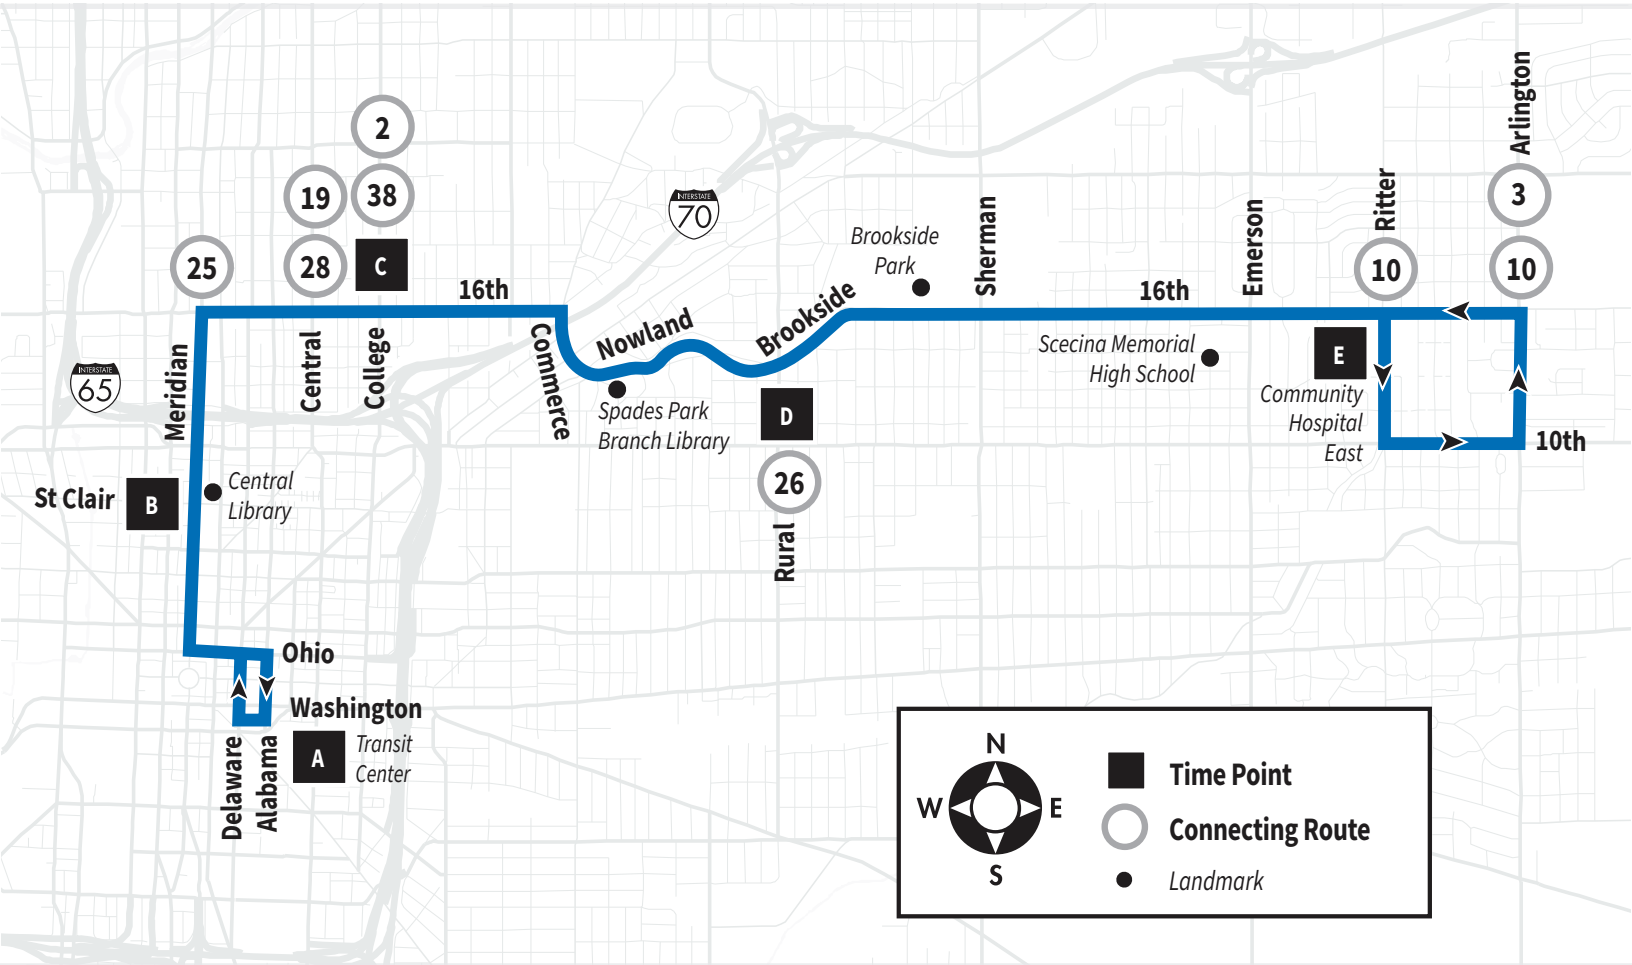 Arlington
2
Ritter
3
19
38
Sherman
Emerson
INTERSTATE
70
Brookside
Park
25
28
C
10
10
16th
16th
Commerce
Nowland
Brookside
Meridian
Central
College
INTERSTATE
65
Scecina Memorial
High School
E
Community
Hospital
East
Spades Park
Branch Library
D
10th
26
Rural
St Clair
B
Central
Library
Ohio
Washington
A
Transit
Center
Delaware
Alabama
N
W
E
S
Time Point
Connecting Route
Landmark